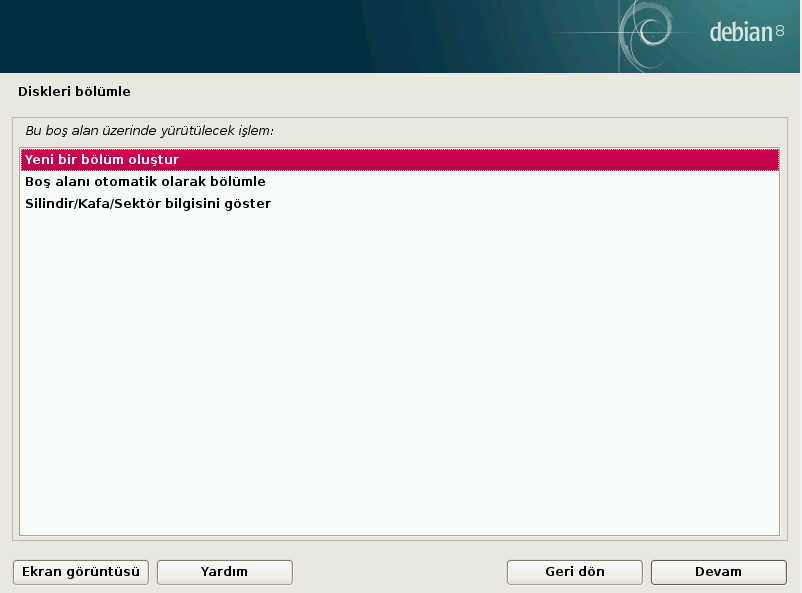 debian 8
Diskleri bölümle
Bu boş alan üzerinde yürütülecek işlem:
Yeni bir bölüm oluştur
Boş alanı otomatik olarak bölümle
Silindir/Kafa/Sektör bilgisini göster
Ekran görüntüsü Yardım Geri dön Devam